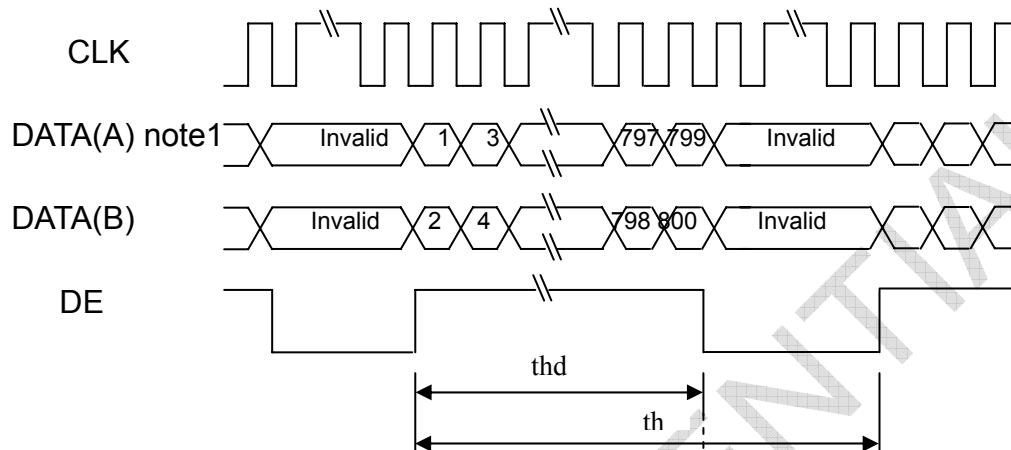 CLK
DATA(A) note1 Invalid 1 3 797 799 Invalid
DATA(B) Invalid 2 4 798 800 Invalid
DE
thd
th